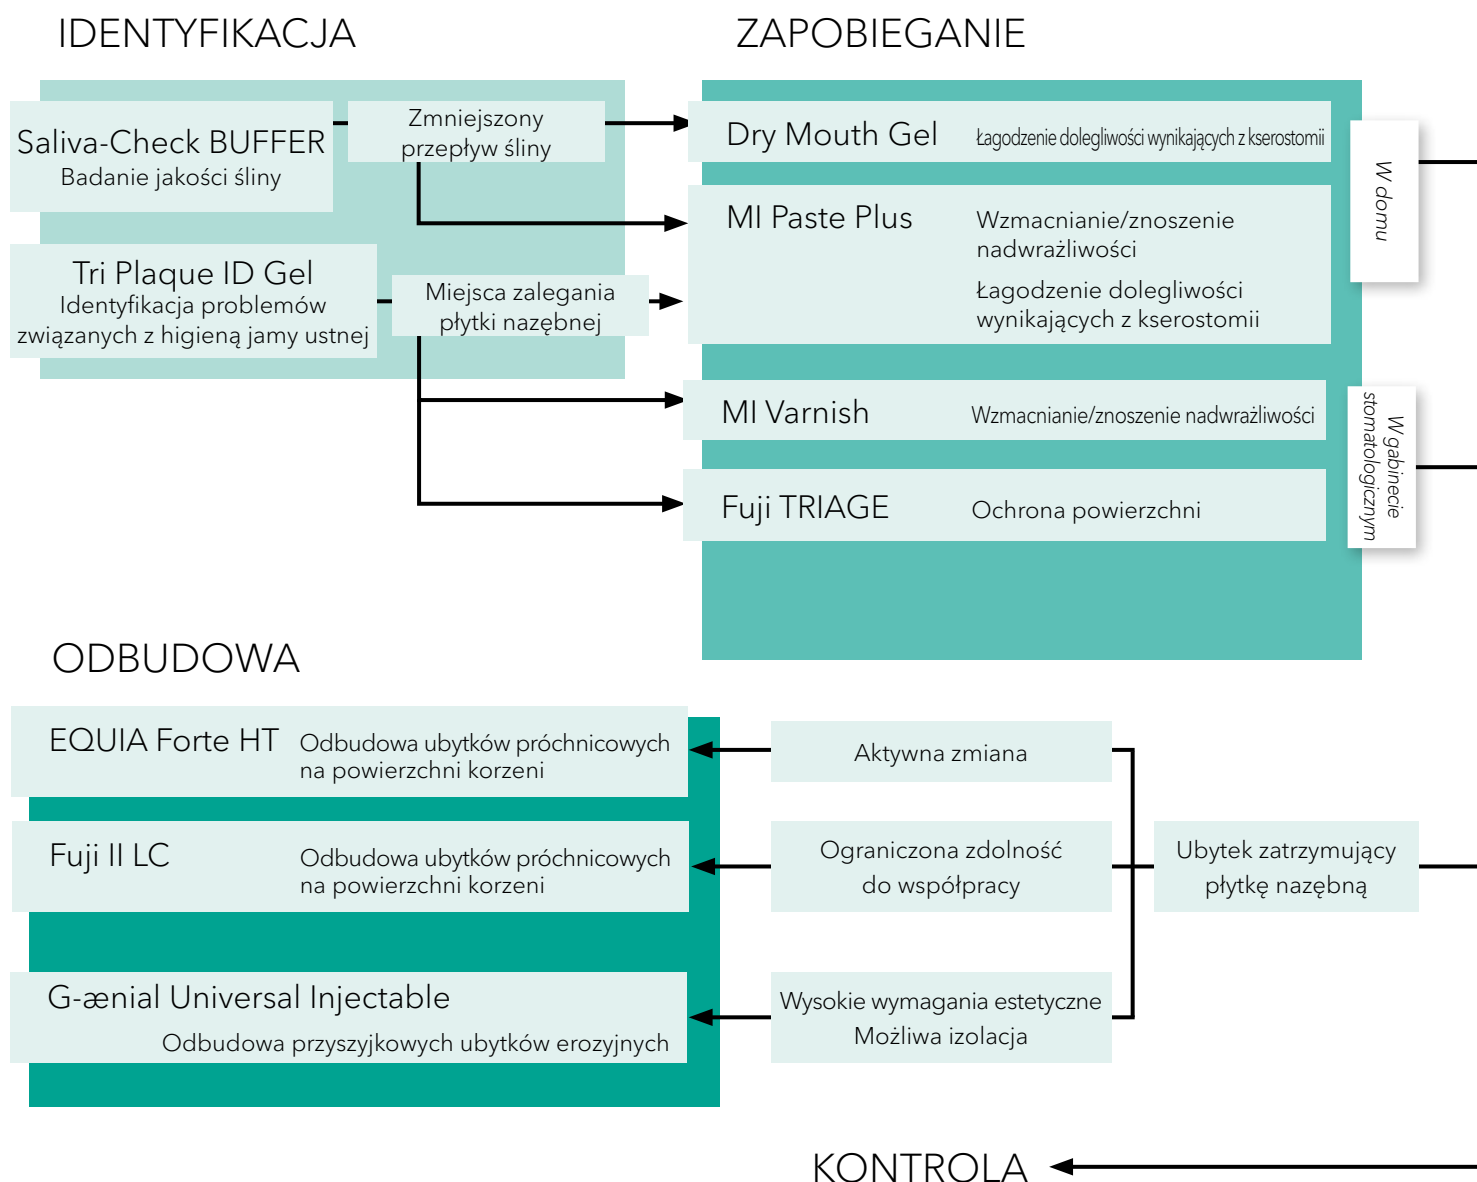 IDENTYFIKACJA
Saliva-Check BUFFER
Badanie jakości śliny
Zmniejszony
przepływ śliny
Tri Plaque ID Gel
Identyfikacja problemów
związanych z higieną jamy ustnej
Miejsca zalegania
płytki nazębnej
ZAPOBIEGANIE
Dry Mouth Gel
Łagodzenie dolegliwości wynikających z kserostomii
MI Paste Plus
Wzmacnianie/znoszenie
nadwrażliwości
Łagodzenie dolegliwości
wynikających z kserostomii
W domu
MI Varnish
Wzmacnianie/znoszenie nadwrażliwości
Fuji TRIAGE
Ochrona powierzchni
W gabinecie
stomatologicznym
ODBUDOWA
EQUIA Forte HT
Odbudowa ubytków próchnicowych
na powierzchni korzeni
Aktywna zmiana
Fuji II LC
Odbudowa ubytków próchnicowych
na powierzchni korzeni
Ograniczona zdolność
do współpracy
Ubytek zatrzymujący
płytkę nazębną
G-ænial Universal Injectable
Odbudowa przyszyjkowych ubytków erozyjnych
Wysokie wymagania estetyczne
Możliwa izolacja
KONTROLA